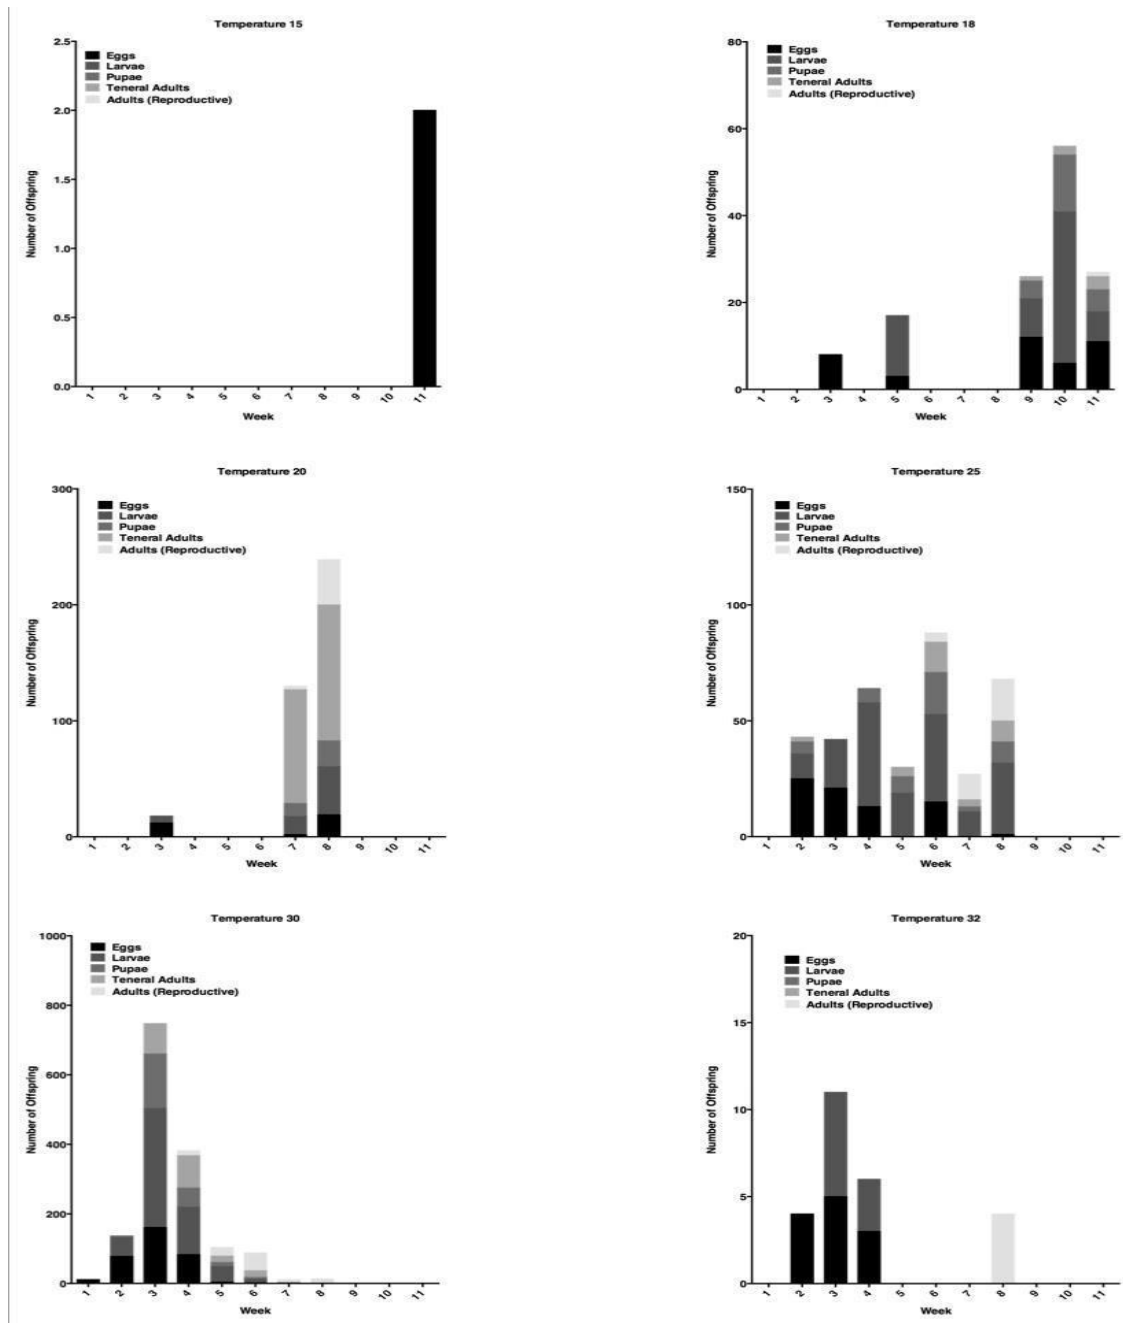 Temperature 15
2.5
2.0
1.5
1.0
0.5
0.0
Number of Offspring
Eggs
Larvae
Pupae
Teneral Adults
Adults (Reproductive)
1 2 3 4 5 6 7 8 9 10 11
Week
Temperature 18
80
60
40
20
0
Number of Offspring
Eggs
Larvae
Pupae
Teneral Adults
Adults (Reproductive)
1 2 3 4 5 6 7 8 9 10 11
Week
Temperature 20
300
200
100
0
Number of Offspring
Eggs
Larvae
Pupae
Teneral Adults
Adults (Reproductive)
1 2 3 4 5 6 7 8 9 10 11
Week
Temperature 25
150
100
50
0
Number of Offspring
Eggs
Larvae
Pupae
Teneral Adults
Adults (Reproductive)
1 2 3 4 5 6 7 8 9 10 11
Week
Temperature 30
1000
800
600
400
200
0
Number of Offspring
Eggs
Larvae
Pupae
Teneral Adults
Adults (Reproductive)
1 2 3 4 5 6 7 8 9 10 11
Week
Temperature 32
20
15
10
5
0
Number of Offspring
Eggs
Larvae
Pupae
Teneral Adults
Adults (Reproductive)
1 2 3 4 5 6 7 8 9 10 11
Week